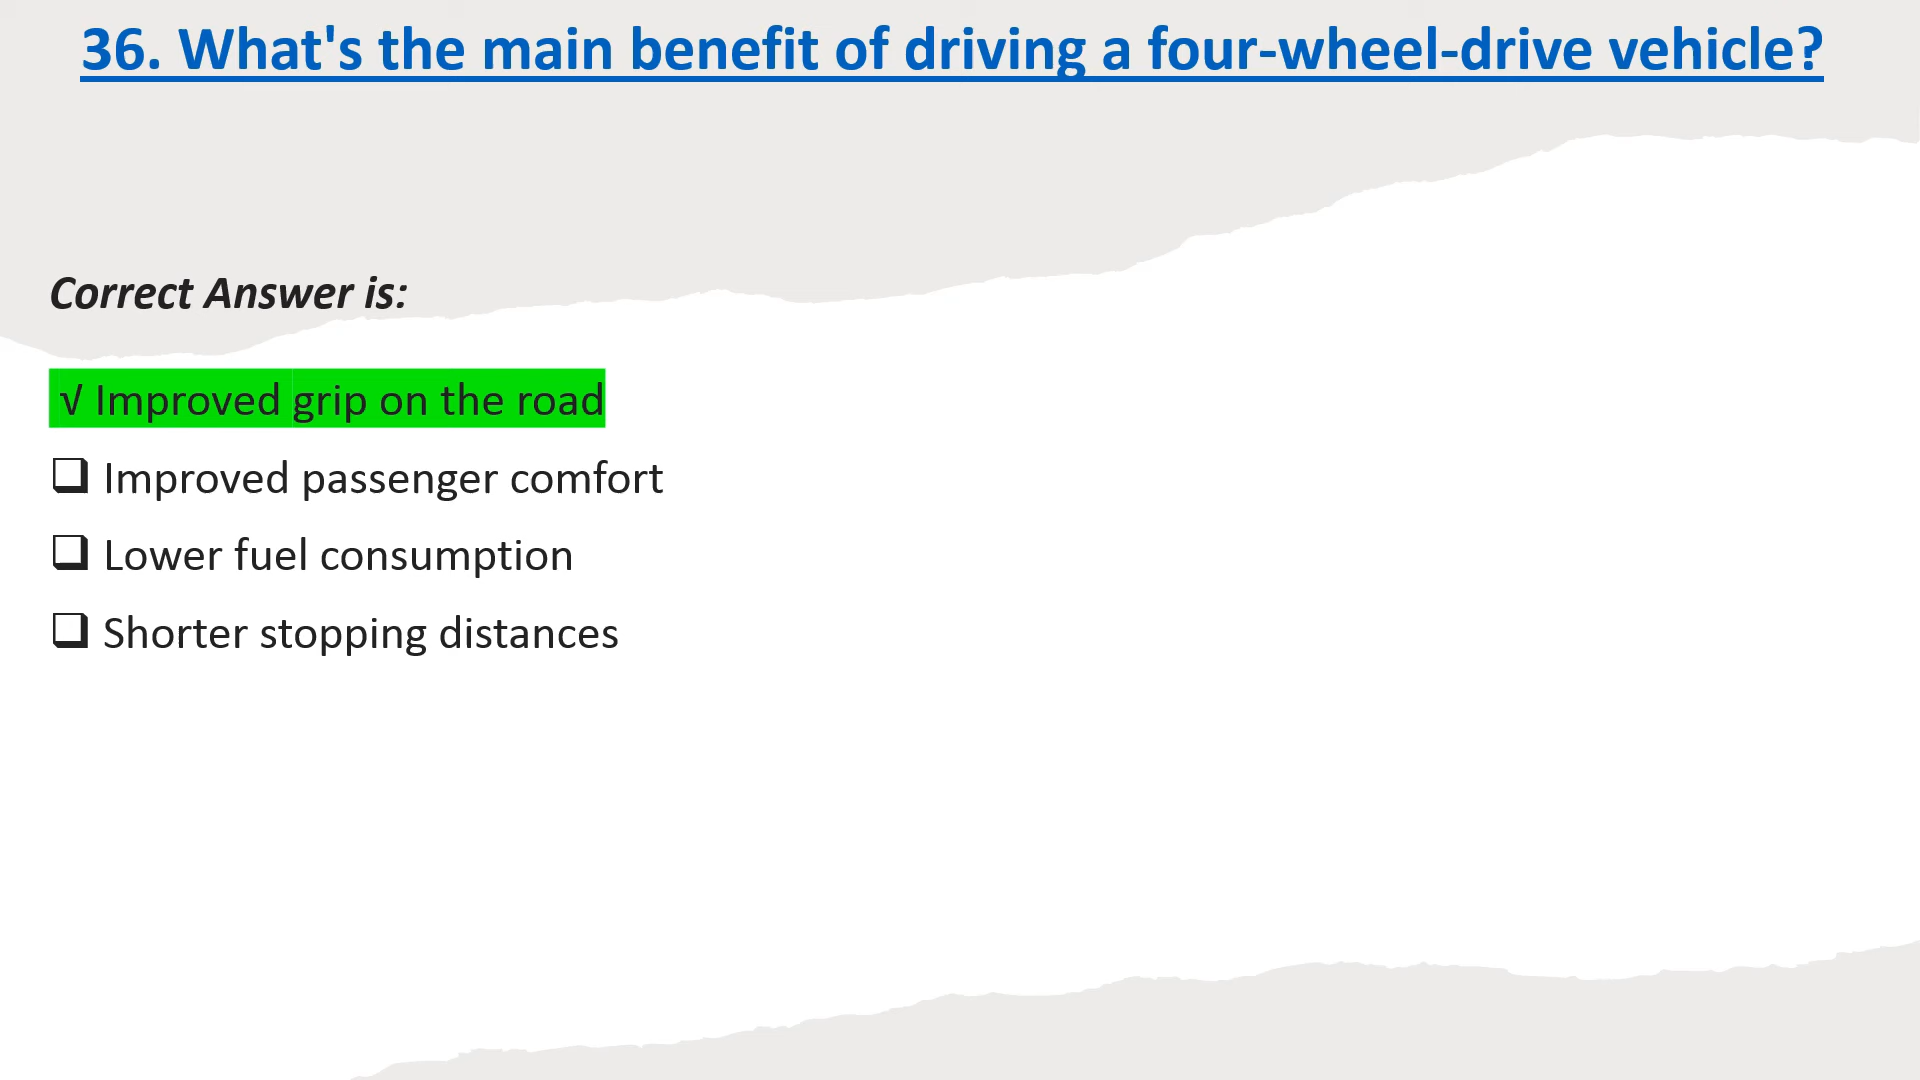 36. What's the main benefit of driving a four-wheel-drive vehicle?
Correct Answer is:
√ Improved grip on the road
❑ Improved passenger comfort
❑ Lower fuel consumption
❑ Shorter stopping distances